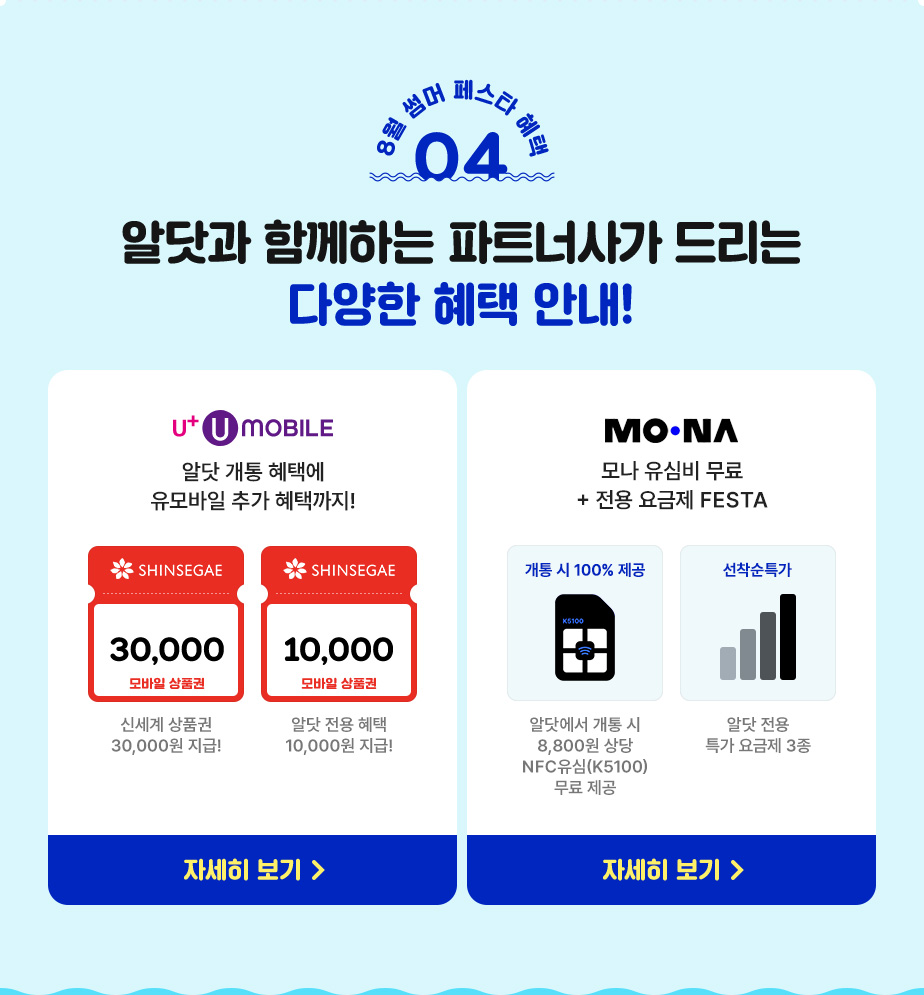 8월 썸머 페스타 혜택
04
알닷과 함께하는 파트너사가 드리는
다양한 혜택 안내!
U+ U MOBILE
알닷 개통 혜택에
유모바일 추가 혜택까지!
SHINSEGAE
30,000
모바일 상품권
신세계 상품권
30,000원 지급!
SHINSEGAE
10,000
모바일 상품권
알닷 전용 혜택
10,000원 지급!
자세히 보기 >
MO·NA
모나 유심비 무료
+ 전용 요금제 FESTA
개통 시 100% 제공
K5100
알닷에서 개통 시
8,800원 상당
NFC유심(K5100)
무료 제공
선착순특가
알닷 전용
특가 요금제 3종
자세히 보기 >